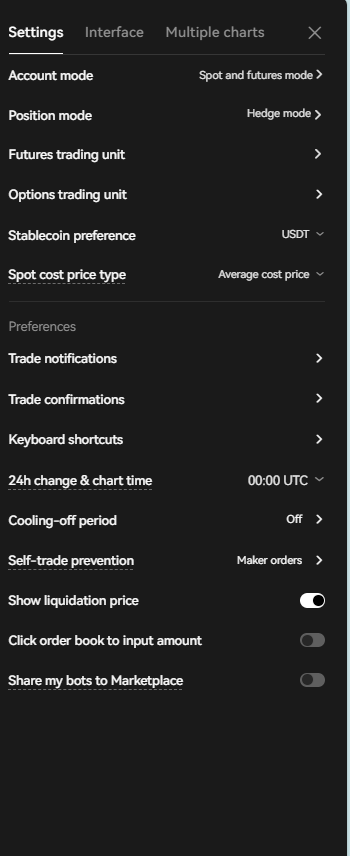 Settings Interface Multiple charts
Account mode Spot and futures mode
Position mode Hedge mode
Futures trading unit
Options trading unit
Stablecoin preference USDT
Spot cost price type Average cost price
Preferences
Trade notifications
Trade confirmations
Keyboard shortcuts
24h change & chart time 00:00 UTC
Cooling-off period Off
Self-trade prevention Maker orders
Show liquidation price
Click order book to input amount
Share my bots to Marketplace